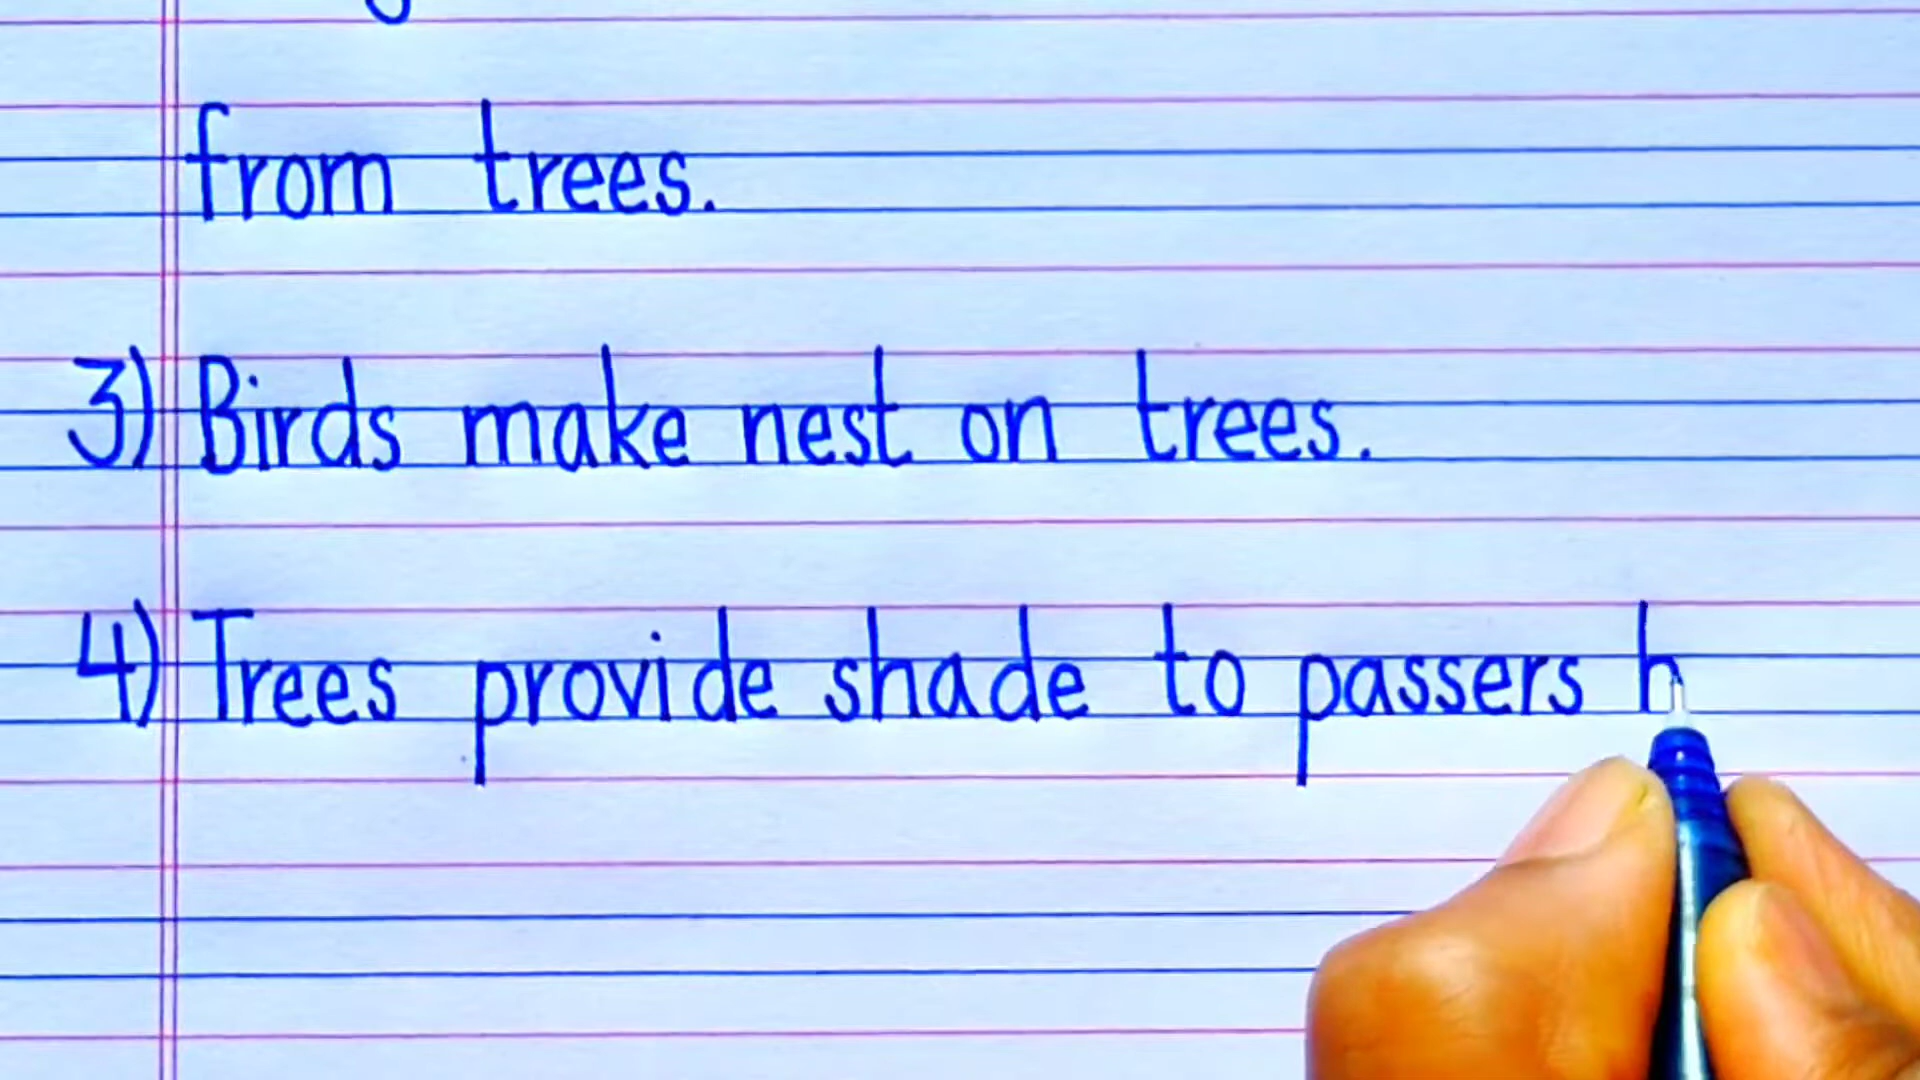 from trees.
3) Birds make nest on trees.
4) Trees provide shade to passers